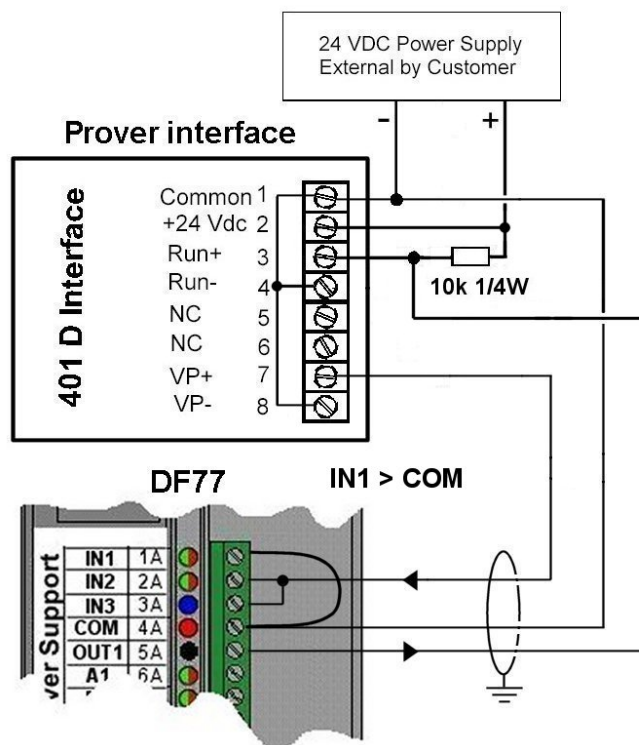 24 VDC Power Supply
External by Customer
- +
Prover interface
401 D Interface
Common 1
+24 Vdc 2
Run+ 3
Run- 4
NC 5
NC 6
VP+ 7
VP- 8
10k 1/4W
DF77
IN1 > COM
ver Support
IN1 1A
IN2 2A
IN3 3A
COM 4A
OUT1 5A
A1 6A